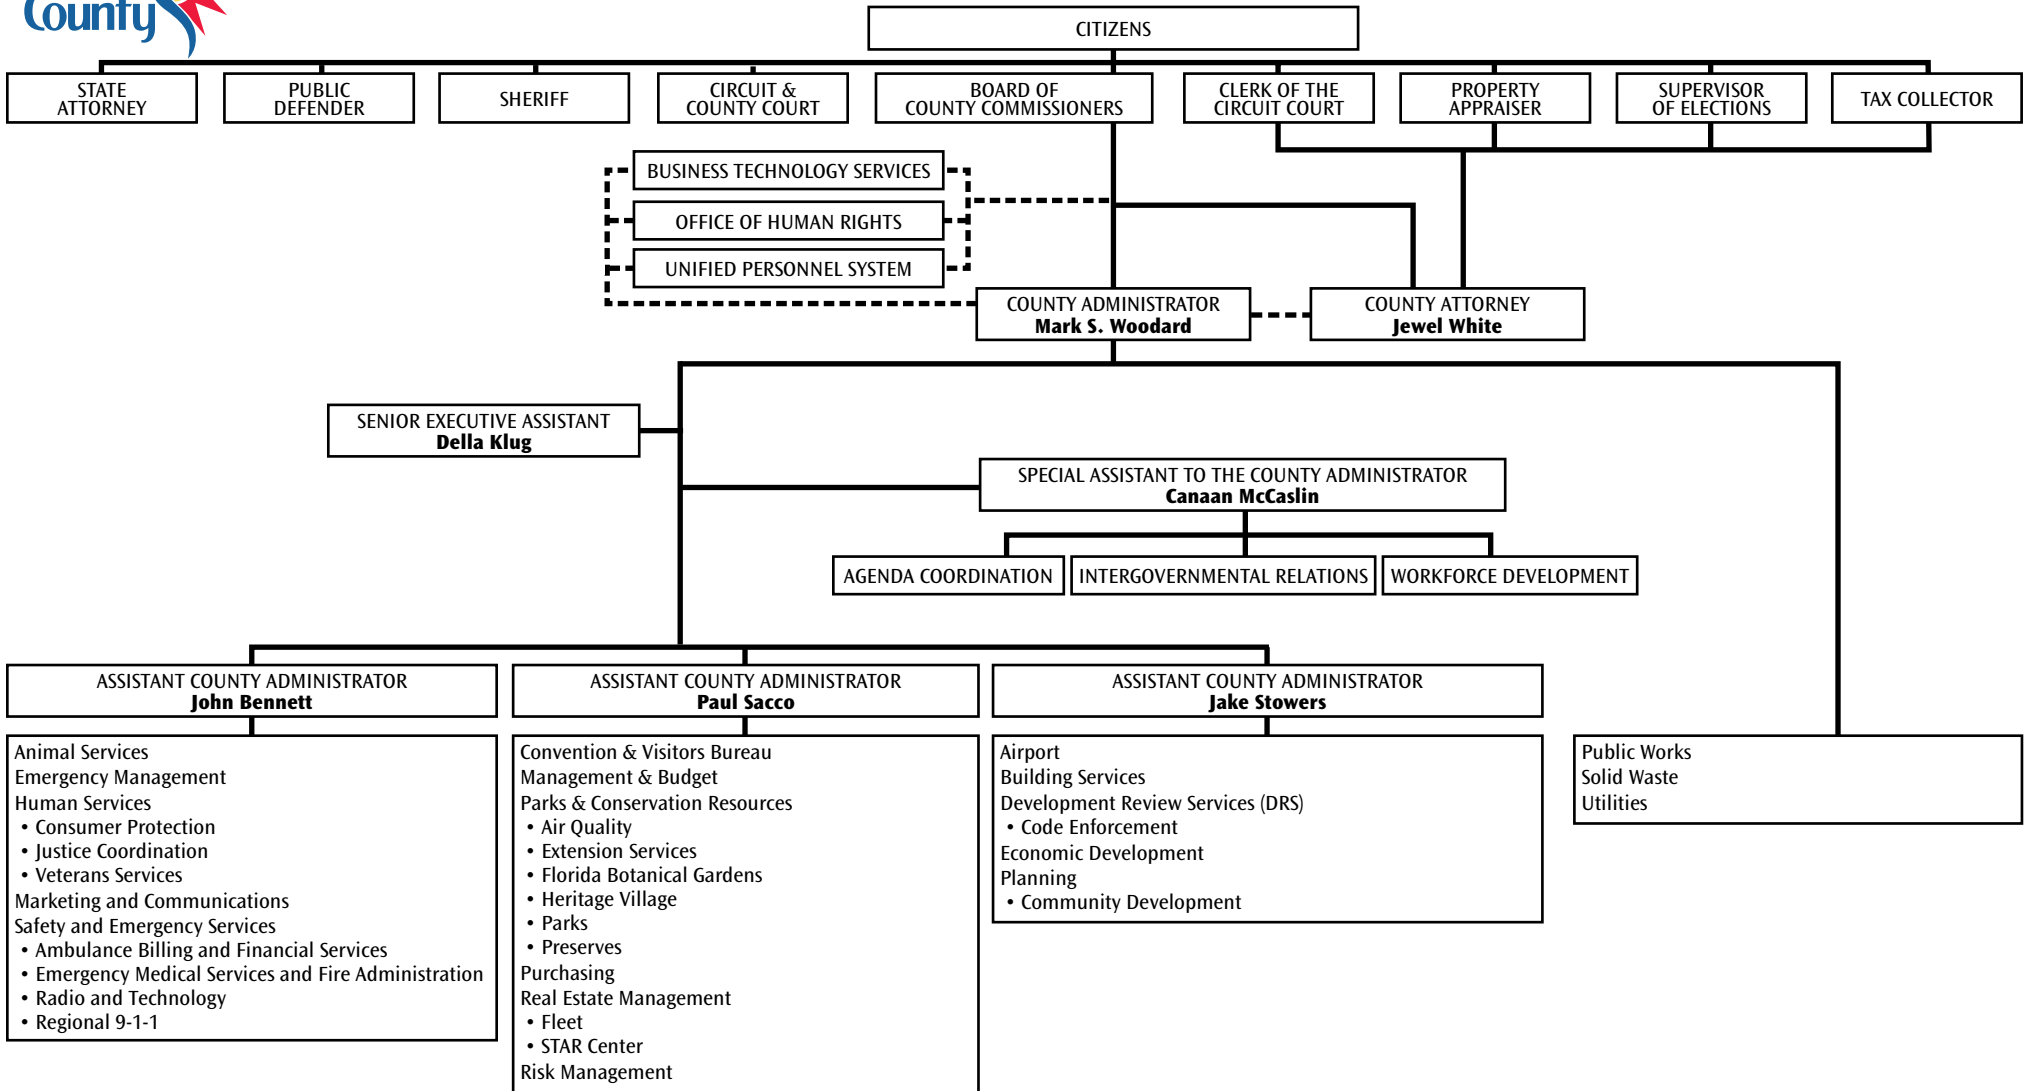 County
CITIZENS
STATE
ATTORNEY
PUBLIC
DEFENDER
SHERIFF
CIRCUIT &
COUNTY COURT
BOARD OF
COUNTY COMMISSIONERS
CLERK OF THE
CIRCUIT COURT
PROPERTY
APPRAISER
SUPERVISOR
OF ELECTIONS
TAX COLLECTOR
BUSINESS TECHNOLOGY SERVICES
OFFICE OF HUMAN RIGHTS
UNIFIED PERSONNEL SYSTEM
COUNTY ADMINISTRATOR
Mark S. Woodard
COUNTY ATTORNEY
Jewel White
SENIOR EXECUTIVE ASSISTANT
Della Klug
SPECIAL ASSISTANT TO THE COUNTY ADMINISTRATOR
Canaan McCaslin
AGENDA COORDINATION
INTERGOVERNMENTAL RELATIONS
WORKFORCE DEVELOPMENT
ASSISTANT COUNTY ADMINISTRATOR
John Bennett
Animal Services
Emergency Management
Human Services
• Consumer Protection
• Justice Coordination
• Veterans Services
Marketing and Communications
Safety and Emergency Services
• Ambulance Billing and Financial Services
• Emergency Medical Services and Fire Administration
• Radio and Technology
• Regional 9-1-1
ASSISTANT COUNTY ADMINISTRATOR
Paul Sacco
Convention & Visitors Bureau
Management & Budget
Parks & Conservation Resources
• Air Quality
• Extension Services
• Florida Botanical Gardens
• Heritage Village
• Parks
• Preserves
Purchasing
Real Estate Management
• Fleet
• STAR Center
Risk Management
ASSISTANT COUNTY ADMINISTRATOR
Jake Stowers
Airport
Building Services
Development Review Services (DRS)
• Code Enforcement
Economic Development
Planning
• Community Development
Public Works
Solid Waste
Utilities